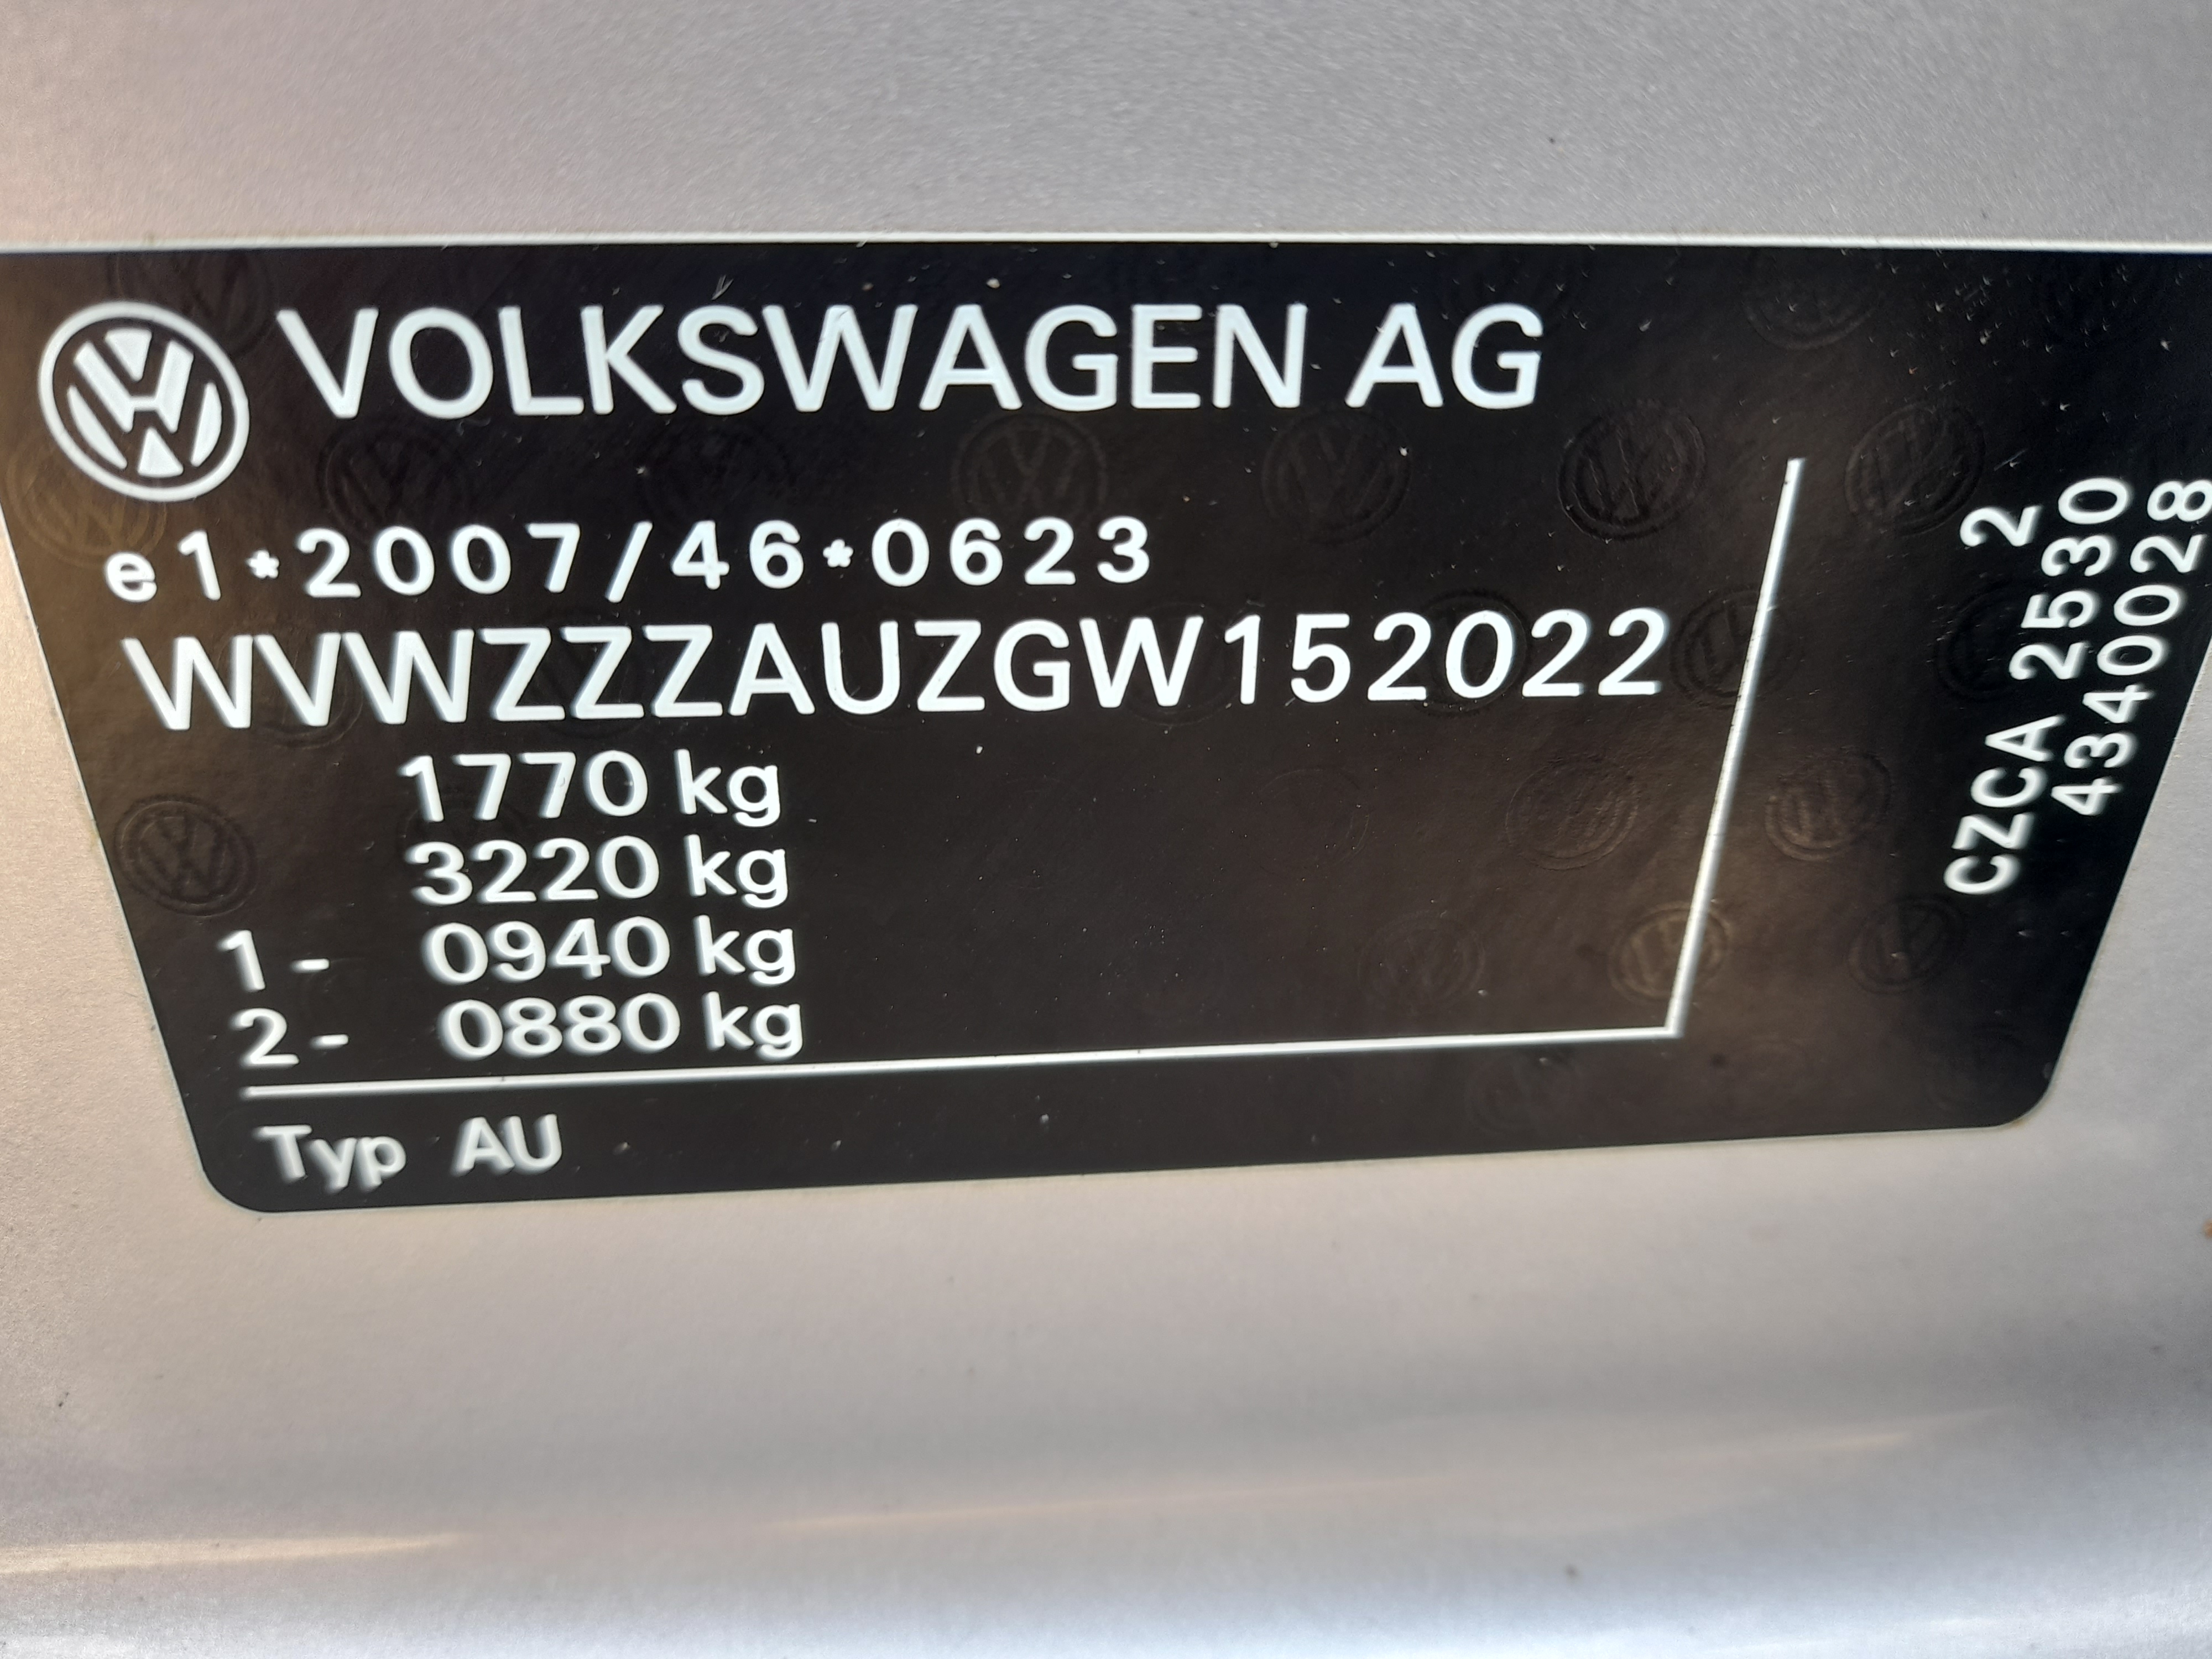 VOLKSWAGEN AG
e1*2007/46*0623
WVWZZZAUZGW152022
1770 kg
3220 kg
1- 0940 kg
2- 0880 kg
Typ AU
CZCA 2530 2
4340028